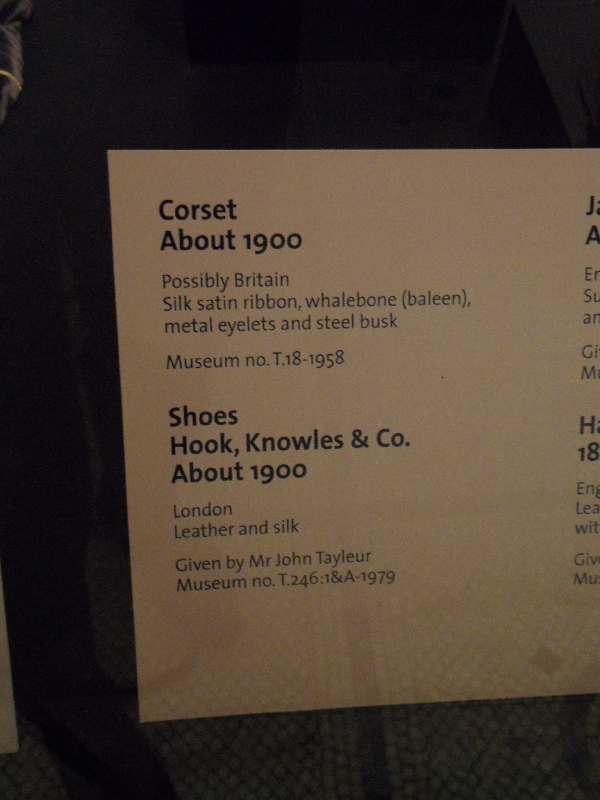 Corset
About 1900
Possibly Britain
Silk satin ribbon, whalebone (baleen),
metal eyelets and steel busk
Museum no. T.18-1958
Shoes
Hook, Knowles & Co.
About 1900
London
Leather and silk
Given by Mr John Tayleur
Museum no. T.246:1&A-1979